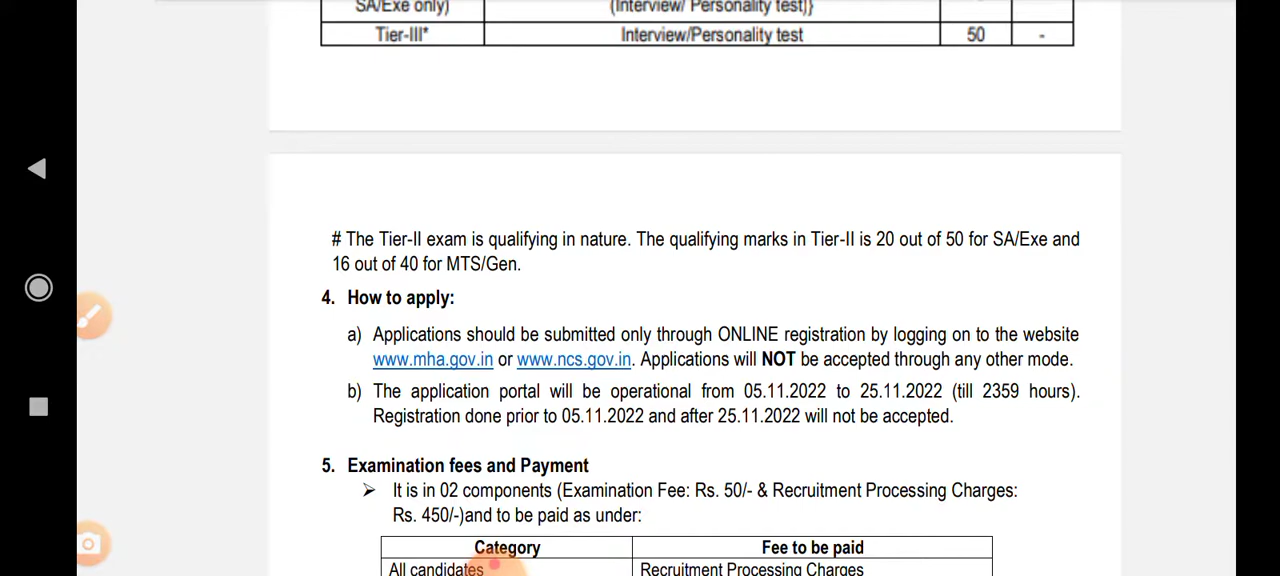 SA/Exe only) (Interview/ Personality test)}
Tier-III* Interview/Personality test 50 -
# The Tier-II exam is qualifying in nature. The qualifying marks in Tier-II is 20 out of 50 for SA/Exe and
16 out of 40 for MTS/Gen.
4. How to apply:
a) Applications should be submitted only through ONLINE registration by logging on to the website
www.mha.gov.in or www.ncs.gov.in. Applications will NOT be accepted through any other mode.
b) The application portal will be operational from 05.11.2022 to 25.11.2022 (till 2359 hours).
Registration done prior to 05.11.2022 and after 25.11.2022 will not be accepted.
5. Examination fees and Payment
➢ It is in 02 components (Examination Fee: Rs. 50/- & Recruitment Processing Charges:
Rs. 450/-)and to be paid as under:
Category Fee to be paid
All candidates Recruitment Processing Charges